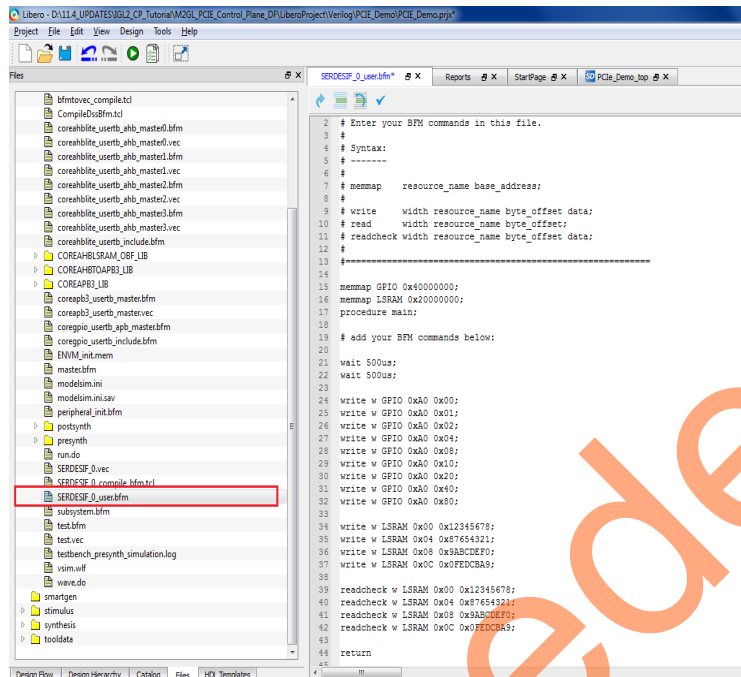 Libero - D:\11.4_UPDATES\IGL2_CP_Tutorial\M2GL_PCIE_Control_Plane_DF\LiberoProject\Verilog\PCIE_Demo\PCIE_Demo.prjx*
Project File Edit View Design Tools Help
Files
bfmtovec_compile.tcl
CompileDssBfm.tcl
coreahblite_usertb_ahb_master0.bfm
coreahblite_usertb_ahb_master0.vec
coreahblite_usertb_ahb_master1.bfm
coreahblite_usertb_ahb_master1.vec
coreahblite_usertb_ahb_master2.bfm
coreahblite_usertb_ahb_master2.vec
coreahblite_usertb_ahb_master3.bfm
coreahblite_usertb_ahb_master3.vec
coreahblite_usertb_include.bfm
COREAHBLSRAM_OBF_LIB
COREAHBTOAPB3_LIB
COREAPB3_LIB
coreapb3_usertb_master.bfm
coreapb3_usertb_master.vec
coregpio_usertb_apb_master.bfm
coregpio_usertb_include.bfm
ENVM_init.mem
master.bfm
modelsim.ini
modelsim.ini.sav
peripheral_init.bfm
postsynth
presynth
run.do
SERDESIF_0.vec
SERDESIF_0_compile_bfm.tcl
SERDESIF_0_user.bfm
subsystem.bfm
test.bfm
test.vec
testbench_presynth_simulation.log
vsim.wlf
wave.do
smartgen
stimulus
synthesis
tooldata
Design Flow Design Hierarchy Catalog Files HDL Templates
SERDESIF_0_user.bfm* Reports StartPage PCIe_Demo_top
2 # Enter your BFM commands in this file.
3 #
4 # Syntax:
5 # -------
6 #
7 # memmap resource_name base_address;
8 #
9 # write width resource_name byte_offset data;
10 # read width resource_name byte_offset;
11 # readcheck width resource_name byte_offset data;
12 #
13 #===========================================================
14
15 memmap GPIO 0x40000000;
16 memmap LSRAM 0x20000000;
17 procedure main;
18
19 # add your BFM commands below:
20
21 wait 500us;
22 wait 500us;
23
24 write w GPIO 0xA0 0x00;
25 write w GPIO 0xA0 0x01;
26 write w GPIO 0xA0 0x02;
27 write w GPIO 0xA0 0x04;
28 write w GPIO 0xA0 0x08;
29 write w GPIO 0xA0 0x10;
30 write w GPIO 0xA0 0x20;
31 write w GPIO 0xA0 0x40;
32 write w GPIO 0xA0 0x80;
33
34 write w LSRAM 0x00 0x12345678;
35 write w LSRAM 0x04 0x87654321;
36 write w LSRAM 0x08 0x9ABCDEF0;
37 write w LSRAM 0x0C 0x0FEDCBA9;
38
39 readcheck w LSRAM 0x00 0x12345678;
40 readcheck w LSRAM 0x04 0x87654321;
41 readcheck w LSRAM 0x08 0x9ABCDEF0;
42 readcheck w LSRAM 0x0C 0x0FEDCBA9;
43
44 return
45